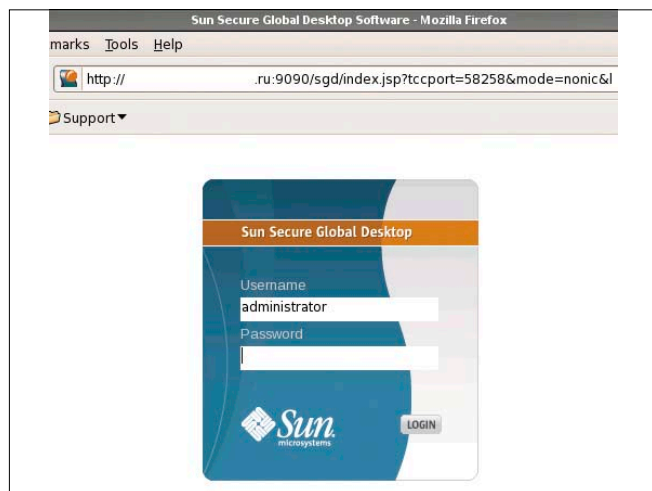 Sun Secure Global Desktop Software - Mozilla Firefox
marks Tools Help
http:// .ru:9090/sgd/index.jsp?tccport=58258&mode=nonic&l
Support
Sun Secure Global Desktop
Username
administrator
Password
Sun
microsystems
LOGIN